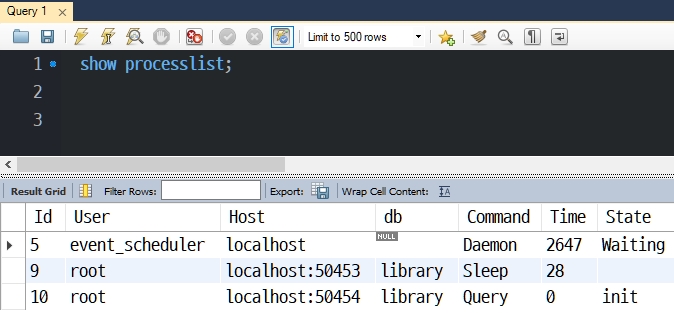 Query 1
Limit to 500 rows
1 show processlist;
2
3
Result Grid Filter Rows: Export: Wrap Cell Content:
Id User Host db Command Time State
5 event_scheduler localhost NULL Daemon 2647 Waiting
9 root localhost:50453 library Sleep 28
10 root localhost:50454 library Query 0 init